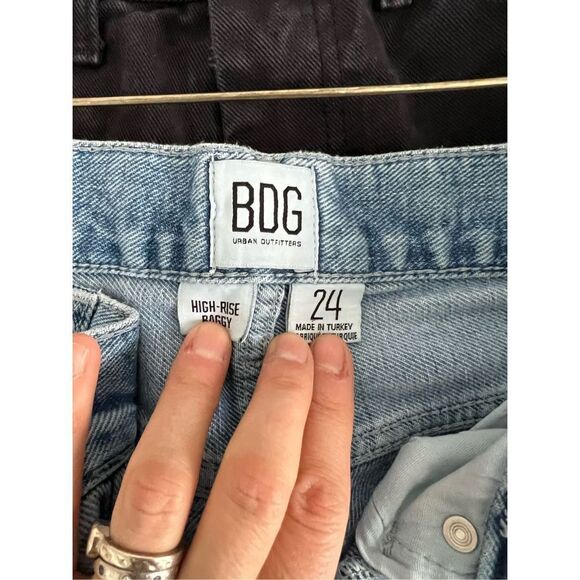 BDG
URBAN OUTFITTERS
HIGH-RISE
BAGGY
24
MADE IN TURKEY